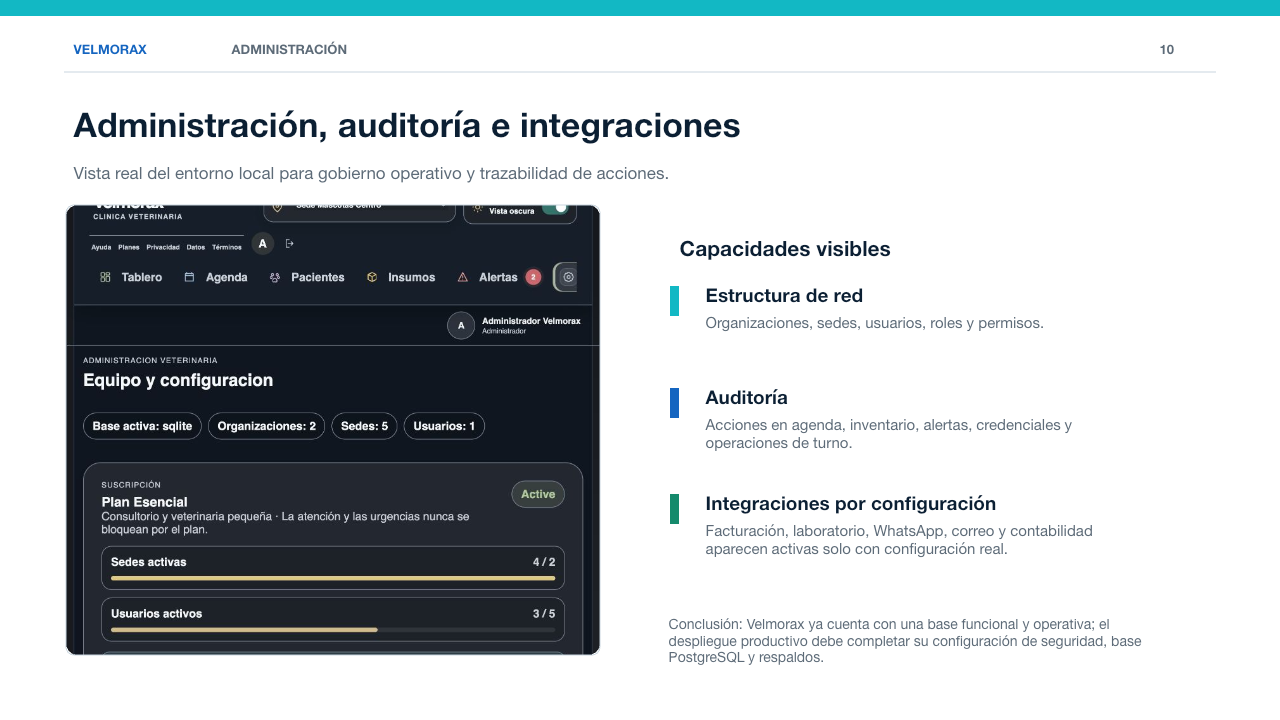 VELMORAX
ADMINISTRACIÓN
10
Administración, auditoría e integraciones
Vista real del entorno local para gobierno operativo y trazabilidad de acciones.
Velmorax
CLINICA VETERINARIA
Sede Mascotas Centro
Vista oscura
Ayuda Planes Privacidad Datos Términos
A
Tablero
Agenda
Pacientes
Insumos
Alertas
2
A
Administrador Velmorax
Administrador
ADMINISTRACION VETERINARIA
Equipo y configuracion
Base activa: sqlite
Organizaciones: 2
Sedes: 5
Usuarios: 1
SUSCRIPCIÓN
Plan Esencial
Active
Consultorio y veterinaria pequeña · La atención y las urgencias nunca se
bloquean por el plan.
Sedes activas
4 / 2
Usuarios activos
3 / 5
Capacidades visibles
Estructura de red
Organizaciones, sedes, usuarios, roles y permisos.
Auditoría
Acciones en agenda, inventario, alertas, credenciales y
operaciones de turno.
Integraciones por configuración
Facturación, laboratorio, WhatsApp, correo y contabilidad
aparecen activas solo con configuración real.
Conclusión: Velmorax ya cuenta con una base funcional y operativa; el
despliegue productivo debe completar su configuración de seguridad, base
PostgreSQL y respaldos.